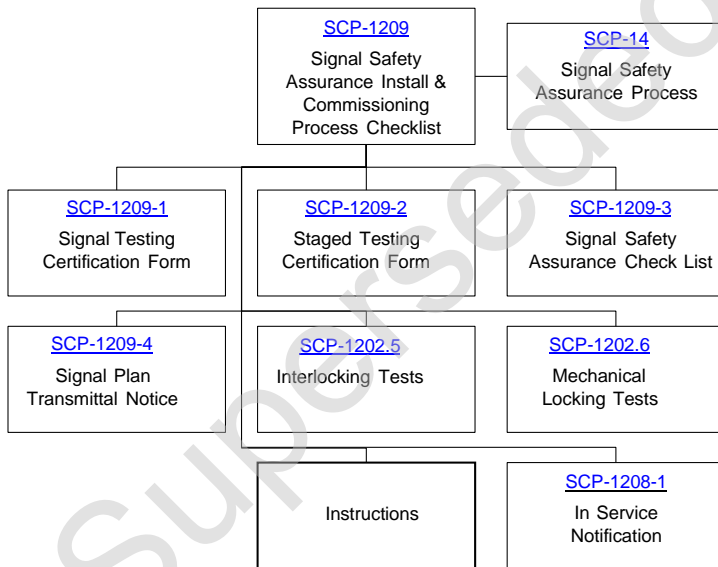 SCP-1209
Signal Safety
Assurance Install &
Commissioning
Process Checklist
SCP-14
Signal Safety
Assurance Process
SCP-1209-1
Signal Testing
Certification Form
SCP-1209-2
Staged Testing
Certification Form
SCP-1209-3
Signal Safety
Assurance Check List
SCP-1209-4
Signal Plan
Transmittal Notice
SCP-1202.5
Interlocking Tests
SCP-1202.6
Mechanical
Locking Tests
Instructions
SCP-1208-1
In Service
Notification
Superseded